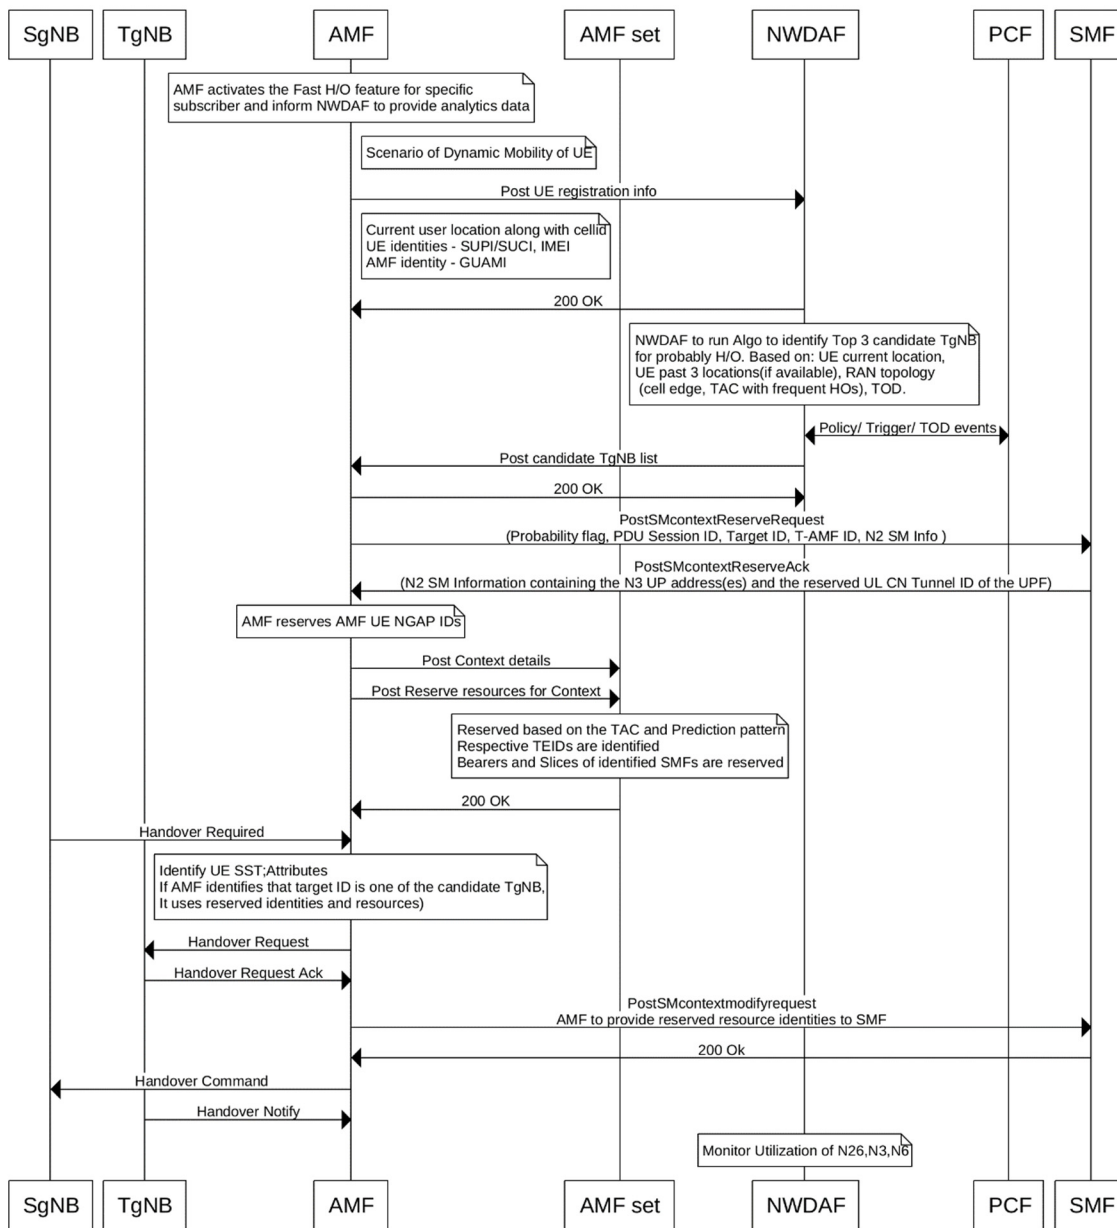 SgNB TgNB AMF AMF set NWDAF PCF SMF
AMF activates the Fast H/O feature for specific
subscriber and inform NWDAF to provide analytics data
Scenario of Dynamic Mobility of UE
Post UE registration info
Current user location along with cellid
UE identities - SUPI/SUCI, IMEI
AMF identity - GUAMI
200 OK
NWDAF to run Algo to identify Top 3 candidate TgNB
for probably H/O. Based on: UE current location,
UE past 3 locations(if available), RAN topology
(cell edge, TAC with frequent HOs), TOD.
Policy/ Trigger/ TOD events
Post candidate TgNB list
200 OK
PostSMcontextReserveRequest
(Probability flag, PDU Session ID, Target ID, T-AMF ID, N2 SM Info )
PostSMcontextReserveAck
(N2 SM Information containing the N3 UP address(es) and the reserved UL CN Tunnel ID of the UPF)
AMF reserves AMF UE NGAP IDs
Post Context details
Post Reserve resources for Context
Reserved based on the TAC and Prediction pattern
Respective TEIDs are identified
Bearers and Slices of identified SMFs are reserved
200 OK
Handover Required
Identify UE SST;Attributes
If AMF identifies that target ID is one of the candidate TgNB,
It uses reserved identities and resources)
Handover Request
Handover Request Ack
PostSMcontextmodifyrequest
AMF to provide reserved resource identities to SMF
200 Ok
Handover Command
Handover Notify
Monitor Utilization of N26,N3,N6
SgNB TgNB AMF AMF set NWDAF PCF SMF